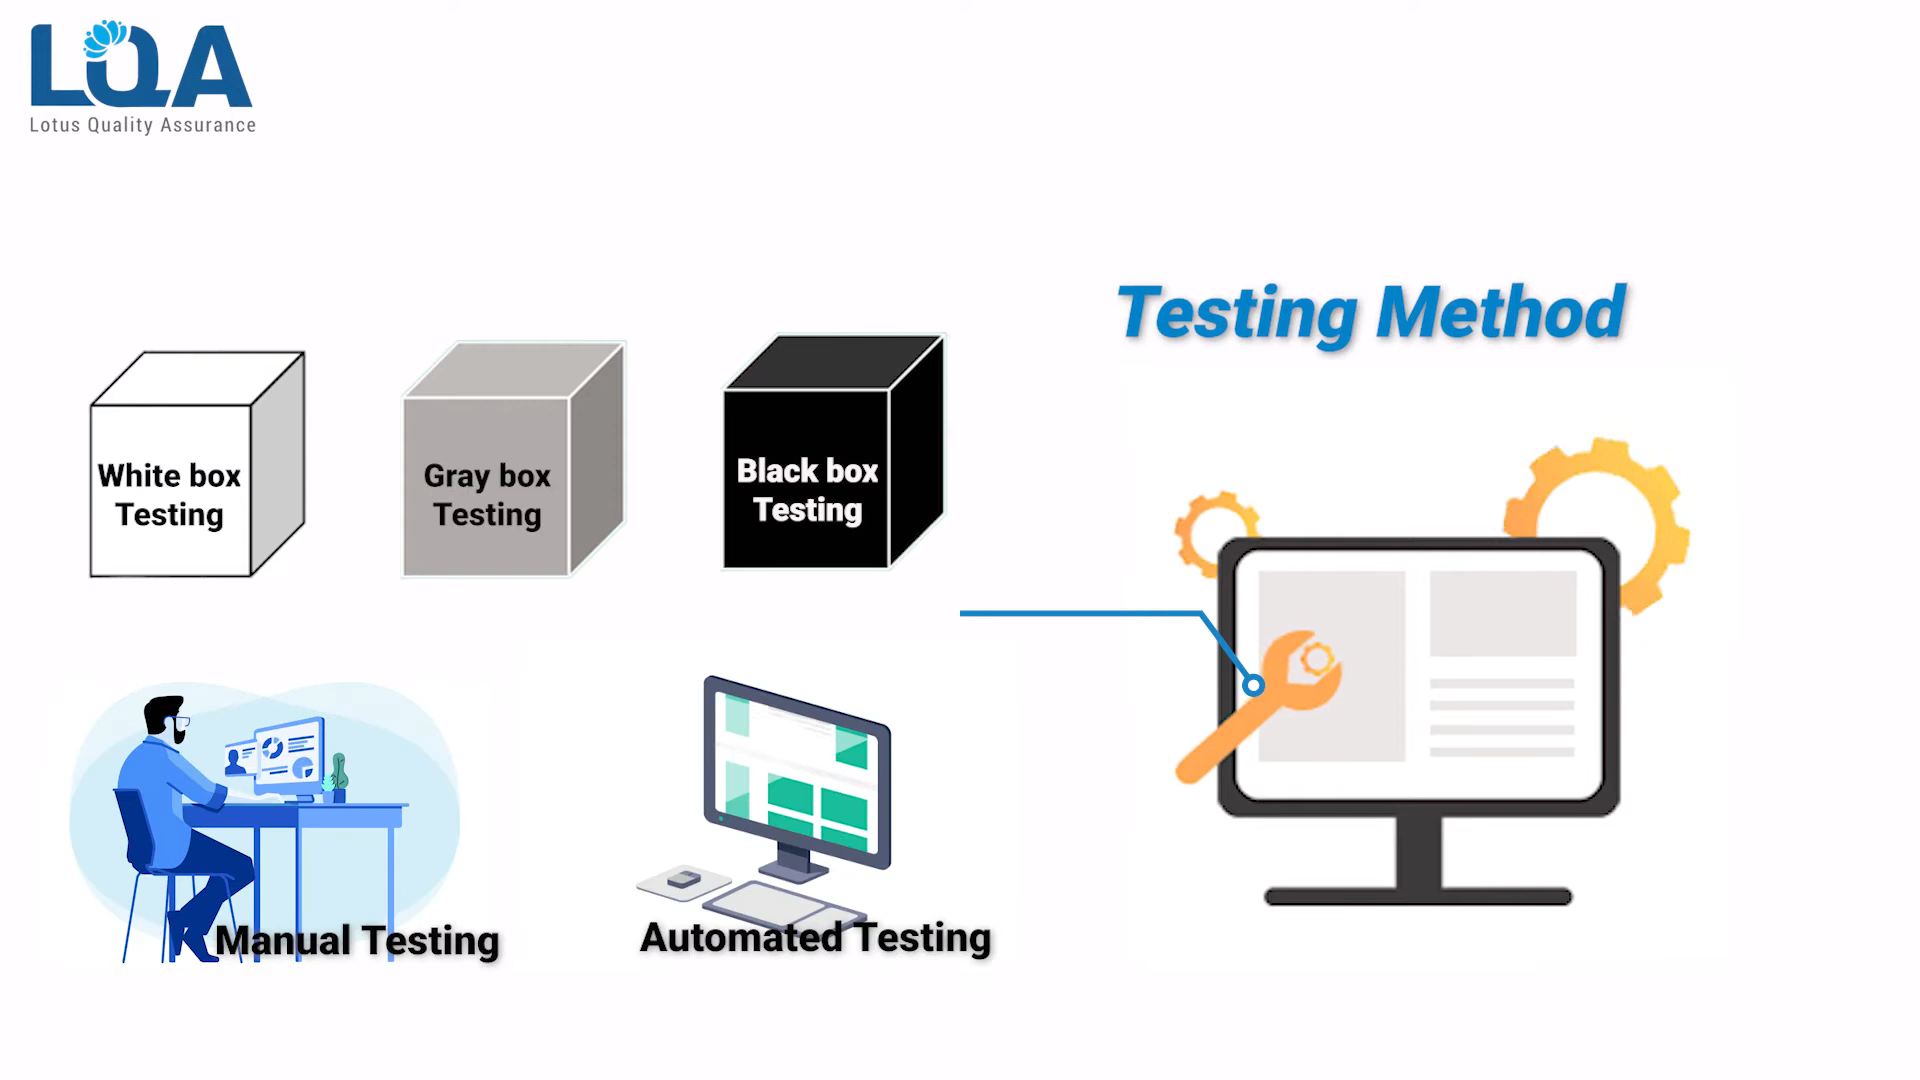 LQA
Lotus Quality Assurance
Testing Method
White box
Testing
Gray box
Testing
Black box
Testing
Manual Testing
Automated Testing